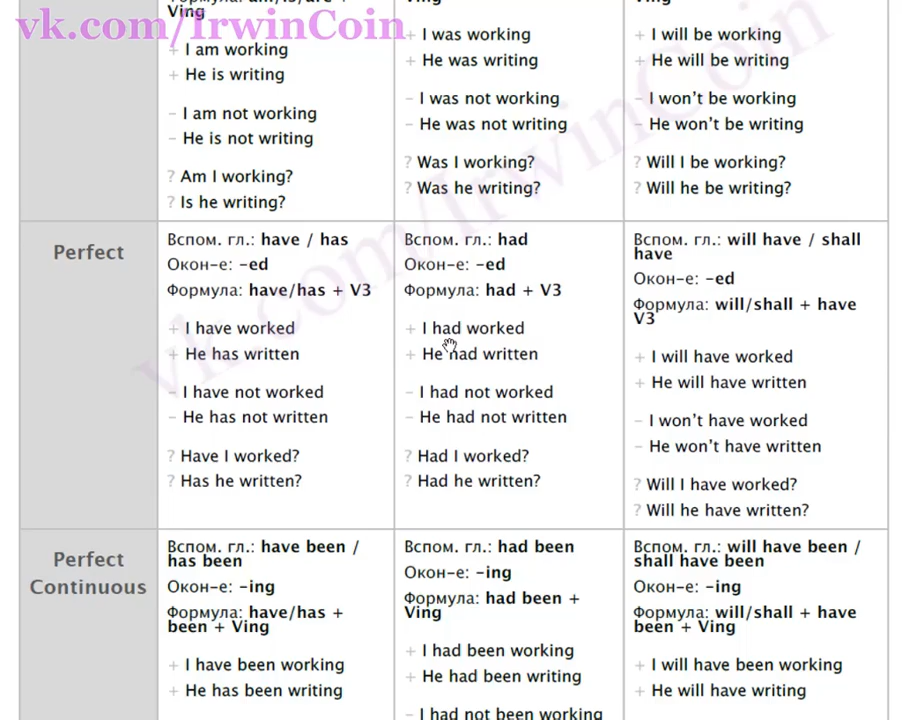 Формула: am/is/are +
Ving
Ving
Ving
vk.com/IrwinCoin
+ I am working
+ He is writing
– I am not working
– He is not writing
? Am I working?
? Is he writing?
+ I was working
+ He was writing
– I was not working
– He was not writing
? Was I working?
? Was he writing?
+ I will be working
+ He will be writing
– I won't be working
– He won't be writing
? Will I be working?
? Will he be writing?
vk.com/IrwinCoin
Perfect
Вспом. гл.: have / has
Окон-е: -ed
Формула: have/has + V3
+ I have worked
+ He has written
– I have not worked
– He has not written
? Have I worked?
? Has he written?
Вспом. гл.: had
Окон-е: -ed
Формула: had + V3
+ I had worked
+ He had written
– I had not worked
– He had not written
? Had I worked?
? Had he written?
Вспом. гл.: will have / shall
have
Окон-е: -ed
Формула: will/shall + have
V3
+ I will have worked
+ He will have written
– I won't have worked
– He won't have written
? Will I have worked?
? Will he have written?
Perfect
Continuous
Вспом. гл.: have been /
has been
Окон-е: -ing
Формула: have/has +
been + Ving
+ I have been working
+ He has been writing
Вспом. гл.: had been
Окон-е: -ing
Формула: had been +
Ving
+ I had been working
+ He had been writing
– I had not been working
Вспом. гл.: will have been /
shall have been
Окон-е: -ing
Формула: will/shall + have
been + Ving
+ I will have been working
+ He will have writing